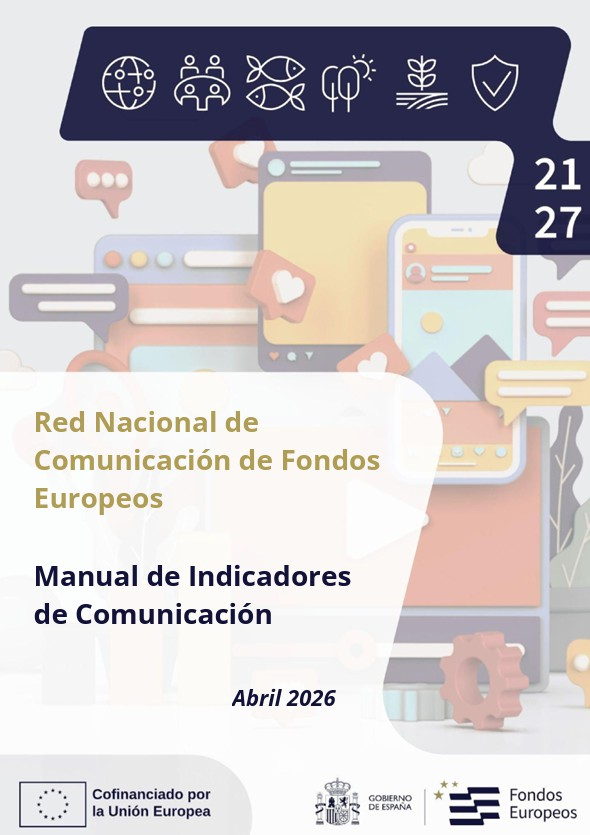 21
27
Red Nacional de
Comunicación de Fondos
Europeos
Manual de Indicadores
de Comunicación
Abril 2026
Cofinanciado por
la Unión Europea
GOBIERNO
DE ESPAÑA
Fondos
Europeos